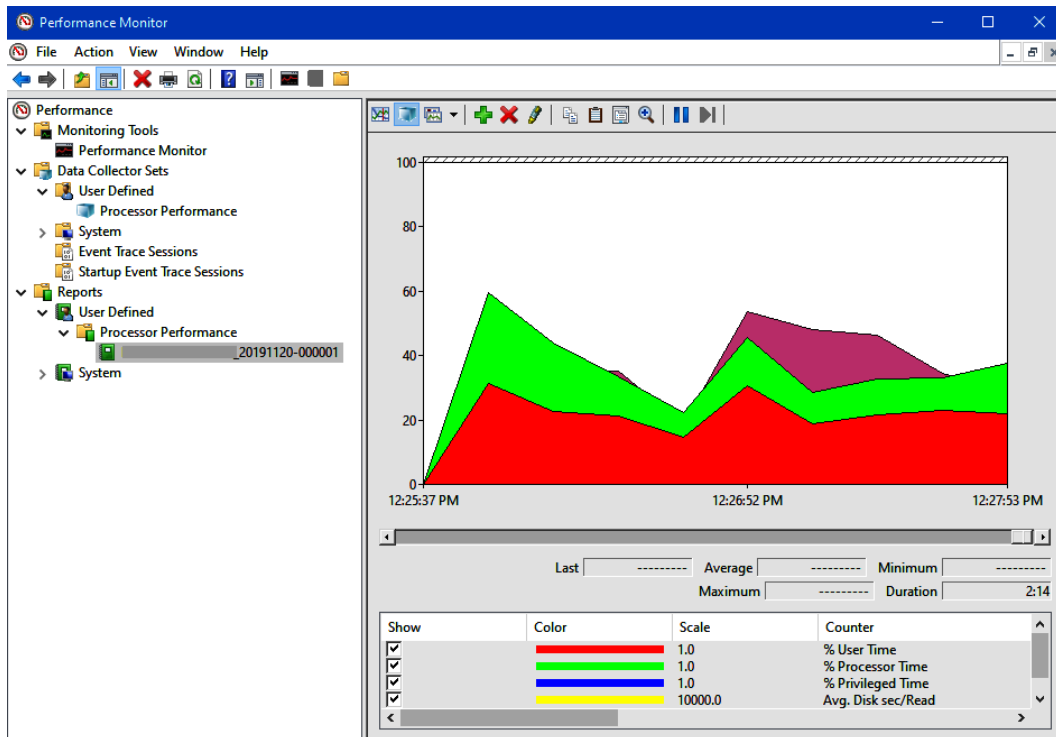 Performance Monitor
File Action View Window Help
Performance
Monitoring Tools
Performance Monitor
Data Collector Sets
User Defined
Processor Performance
System
Event Trace Sessions
Startup Event Trace Sessions
Reports
User Defined
Processor Performance
_20191120-000001
System
100
80
60
40
20
0
12:25:37 PM 12:26:52 PM 12:27:53 PM
Last --------- Average --------- Minimum ---------
Maximum --------- Duration 2:14
Show Color Scale Counter
1.0 % User Time
1.0 % Processor Time
1.0 % Privileged Time
10000.0 Avg. Disk sec/Read